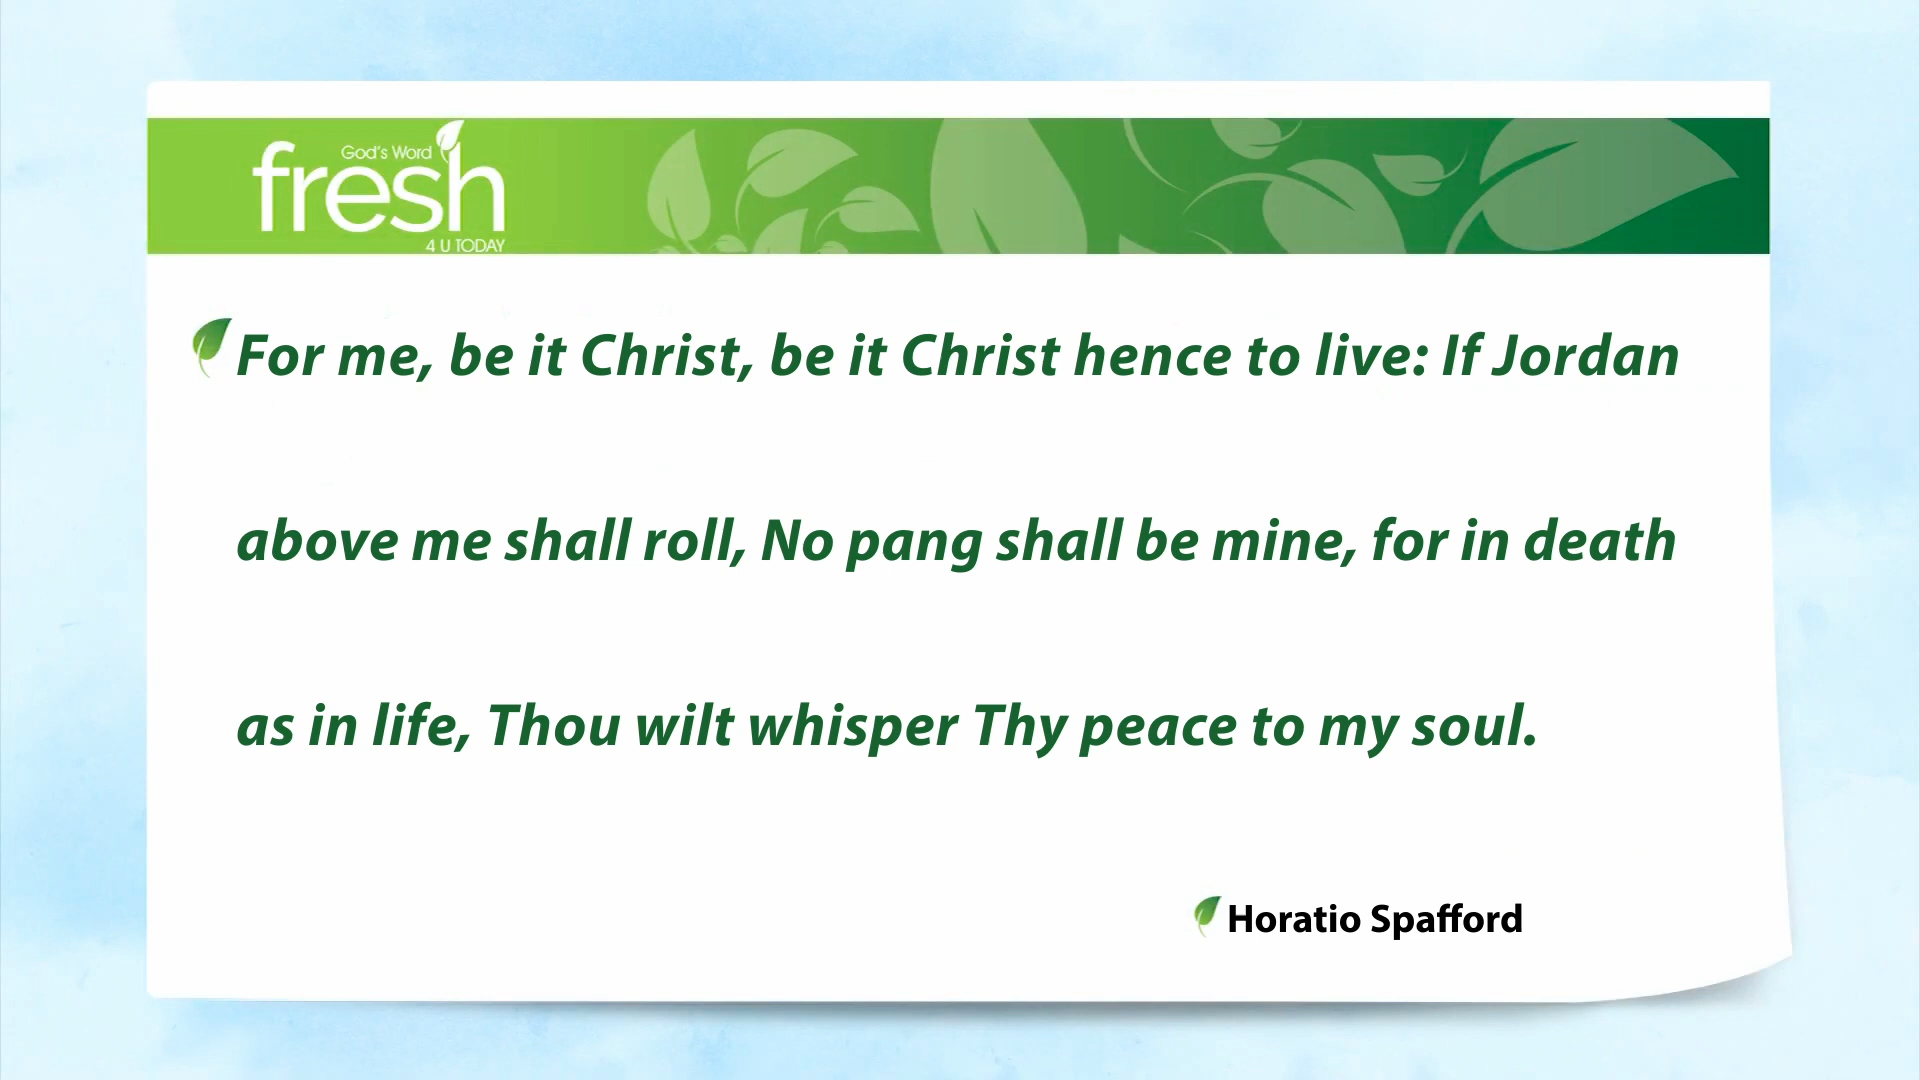 God's Word
fresh
4 U TODAY
For me, be it Christ, be it Christ hence to live: If Jordan
above me shall roll, No pang shall be mine, for in death
as in life, Thou wilt whisper Thy peace to my soul.
Horatio Spafford